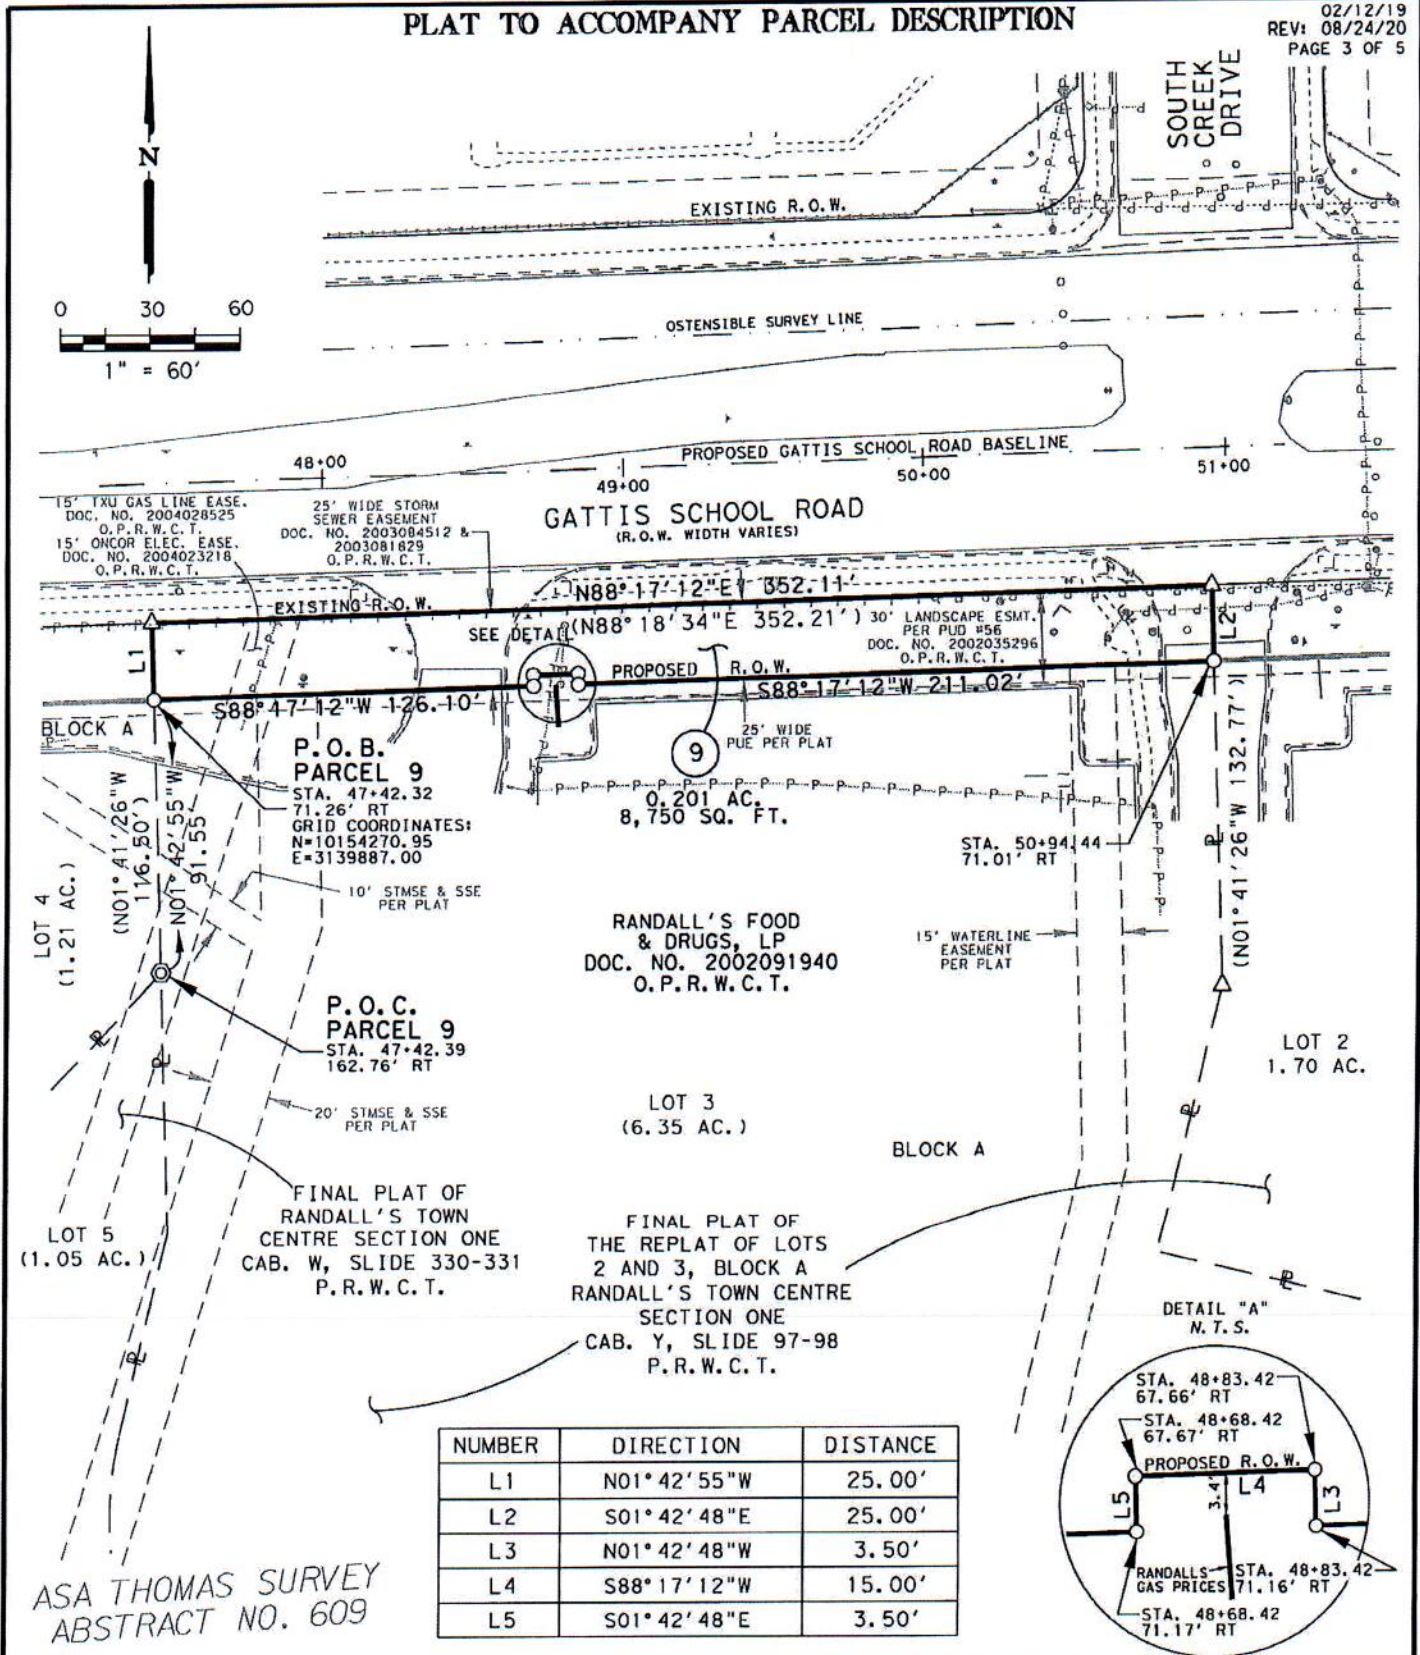 PLAT TO ACCOMPANY PARCEL DESCRIPTION
02/12/19
REV: 08/24/20
PAGE 3 OF 5
N
SOUTH
CREEK
DRIVE
EXISTING R.O.W.
0 30 60
1" = 60'
OSTENSIBLE SURVEY LINE
PROPOSED GATTIS SCHOOL ROAD BASELINE
48+00
49+00
50+00
51+00
GATTIS SCHOOL ROAD
(R.O.W. WIDTH VARIES)
15' TXU GAS LINE EASE.
DOC. NO. 2004028525
O.P.R.W.C.T.
15' ONCOR ELEC. EASE.
DOC. NO. 2004023218
O.P.R.W.C.T.
25' WIDE STORM
SEWER EASEMENT
DOC. NO. 2003084512 &
2003081829
O.P.R.W.C.T.
EXISTING R.O.W.
N88°17'12"E 352.11'
(N88°18'34"E 352.21')
SEE DETAIL
30' LANDSCAPE ESMT.
PER PUD #56
DOC. NO. 2002035296
O.P.R.W.C.T.
L1
L2
PROPOSED R.O.W.
S88°17'12"W 126.10'
S88°17'12"W 211.02'
BLOCK A
25' WIDE
PUE PER PLAT
9
0.201 AC.
8,750 SQ. FT.
P.O.B.
PARCEL 9
STA. 47+42.32
71.26' RT
GRID COORDINATES:
N=10154270.95
E=3139887.00
(N01°41'26"W
116.50')
N01°42'55"W
91.55'
STA. 50+94.44
71.01' RT
(N01°41'26"W 132.77')
10' STMSE & SSE
PER PLAT
LOT 4
(1.21 AC.)
RANDALL'S FOOD
& DRUGS, LP
DOC. NO. 2002091940
O.P.R.W.C.T.
15' WATERLINE
EASEMENT
PER PLAT
P.O.C.
PARCEL 9
STA. 47+42.39
162.76' RT
LOT 2
1.70 AC.
20' STMSE & SSE
PER PLAT
LOT 3
(6.35 AC.)
BLOCK A
FINAL PLAT OF
RANDALL'S TOWN
CENTRE SECTION ONE
CAB. W, SLIDE 330-331
P.R.W.C.T.
LOT 5
(1.05 AC.)
FINAL PLAT OF
THE REPLAT OF LOTS
2 AND 3, BLOCK A
RANDALL'S TOWN CENTRE
SECTION ONE
CAB. Y, SLIDE 97-98
P.R.W.C.T.
DETAIL "A"
N.T.S.
STA. 48+83.42
67.66' RT
STA. 48+68.42
67.67' RT
PROPOSED R.O.W.
L5
3.4'
L4
L3
RANDALLS
GAS PRICES
STA. 48+83.42
71.16' RT
STA. 48+68.42
71.17' RT
NUMBER DIRECTION DISTANCE
L1 N01°42'55"W 25.00'
L2 S01°42'48"E 25.00'
L3 N01°42'48"W 3.50'
L4 S88°17'12"W 15.00'
L5 S01°42'48"E 3.50'
ASA THOMAS SURVEY
ABSTRACT NO. 609